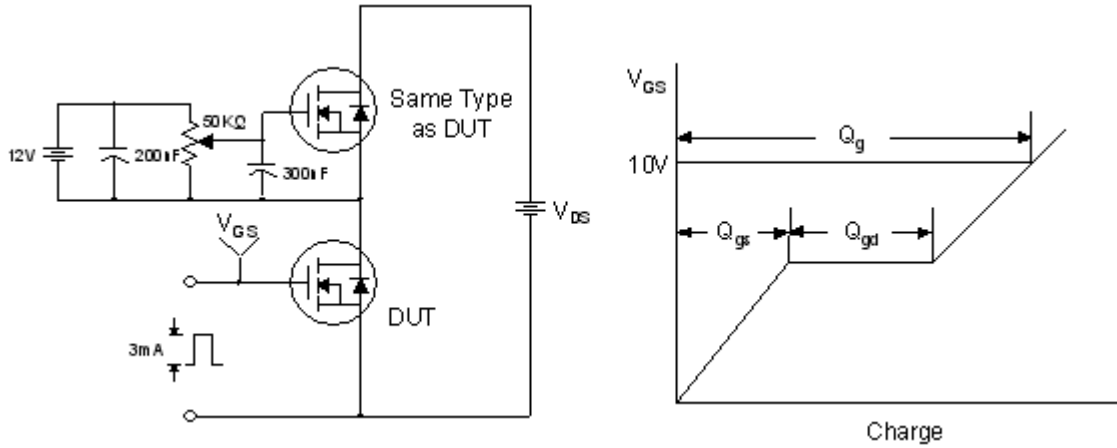 50KΩ
12V
200nF
300nF
Same Type
as DUT
V_DS
V_GS
DUT
3mA
V_GS
10V
Q_g
Q_gs
Q_gd
Charge